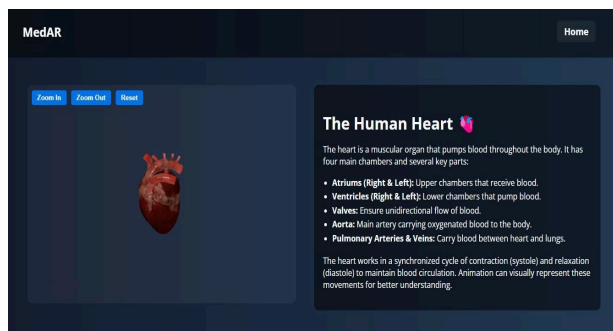 MedAR
Home
Zoom In
Zoom Out
Reset
The Human Heart 🫀
The heart is a muscular organ that pumps blood throughout the body. It has
four main chambers and several key parts:
• Atriums (Right & Left): Upper chambers that receive blood.
• Ventricles (Right & Left): Lower chambers that pump blood.
• Valves: Ensure unidirectional flow of blood.
• Aorta: Main artery carrying oxygenated blood to the body.
• Pulmonary Arteries & Veins: Carry blood between heart and lungs.
The heart works in a synchronized cycle of contraction (systole) and relaxation
(diastole) to maintain blood circulation. Animation can visually represent these
movements for better understanding.